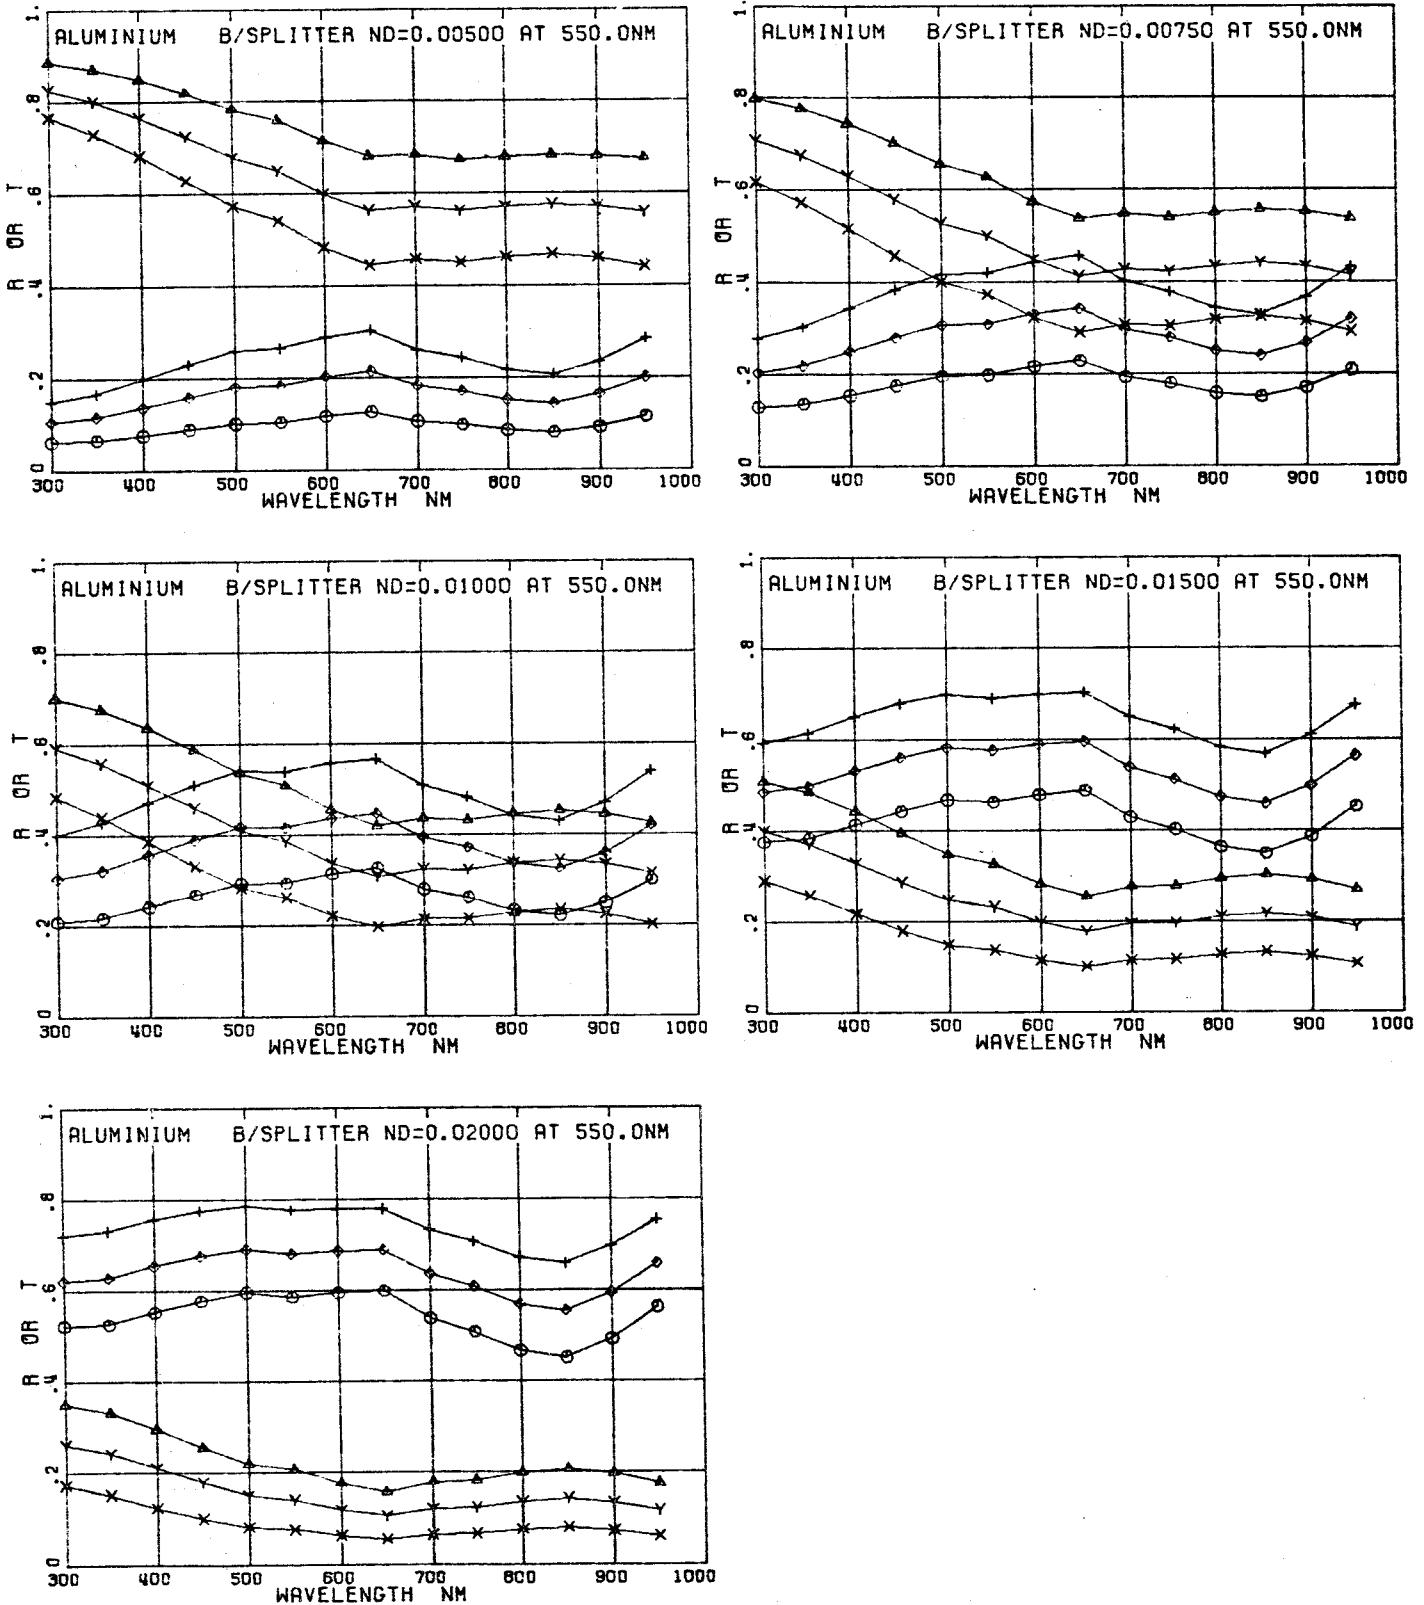 1.
ALUMINIUM B/SPLITTER ND=0.00500 AT 550.0NM
.8
.6
.4
.2
0
R OR T
300 400 500 600 700 800 900 1000
WAVELENGTH NM
1.
ALUMINIUM B/SPLITTER ND=0.00750 AT 550.0NM
.8
.6
.4
.2
0
R OR T
300 400 500 600 700 800 900 1000
WAVELENGTH NM
1.
ALUMINIUM B/SPLITTER ND=0.01000 AT 550.0NM
.8
.6
.4
.2
0
R OR T
300 400 500 600 700 800 900 1000
WAVELENGTH NM
1.
ALUMINIUM B/SPLITTER ND=0.01500 AT 550.0NM
.8
.6
.4
.2
0
R OR T
300 400 500 600 700 800 900 1000
WAVELENGTH NM
1.
ALUMINIUM B/SPLITTER ND=0.02000 AT 550.0NM
.8
.6
.4
.2
0
R OR T
300 400 500 600 700 800 900 1000
WAVELENGTH NM